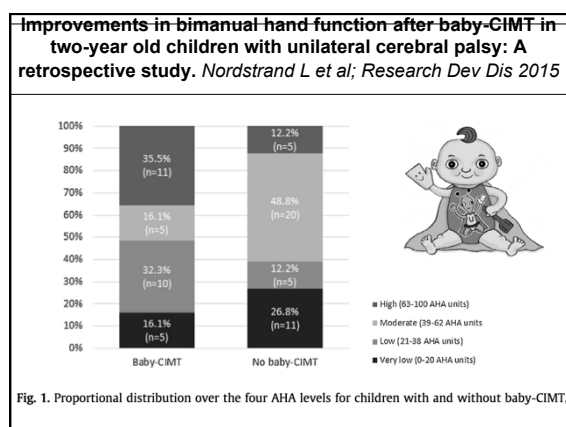 Improvements in bimanual hand function after baby-CIMT in
two-year old children with unilateral cerebral palsy: A
retrospective study. Nordstrand L et al; Research Dev Dis 2015
100%
90%
80%
70%
60%
50%
40%
30%
20%
10%
0%
35.5%
(n=11)
16.1%
(n=5)
32.3%
(n=10)
16.1%
(n=5)
Baby-CIMT
12.2%
(n=5)
48.8%
(n=20)
12.2%
(n=5)
26.8%
(n=11)
No baby-CIMT
High (63-100 AHA units)
Moderate (39-62 AHA units
Low (21-38 AHA units)
Very low (0-20 AHA units)
Fig. 1. Proportional distribution over the four AHA levels for children with and without baby-CIMT,